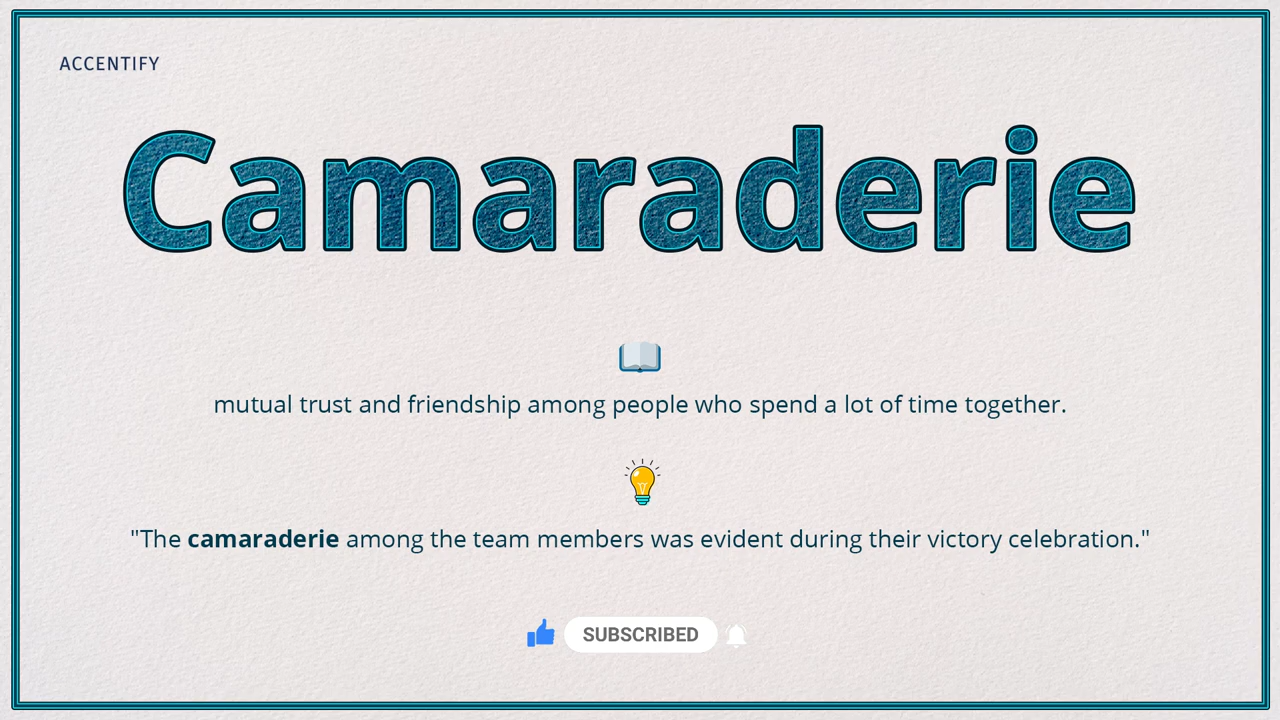 ACCENTIFY
Camaraderie
mutual trust and friendship among people who spend a lot of time together.
"The camaraderie among the team members was evident during their victory celebration."
SUBSCRIBED